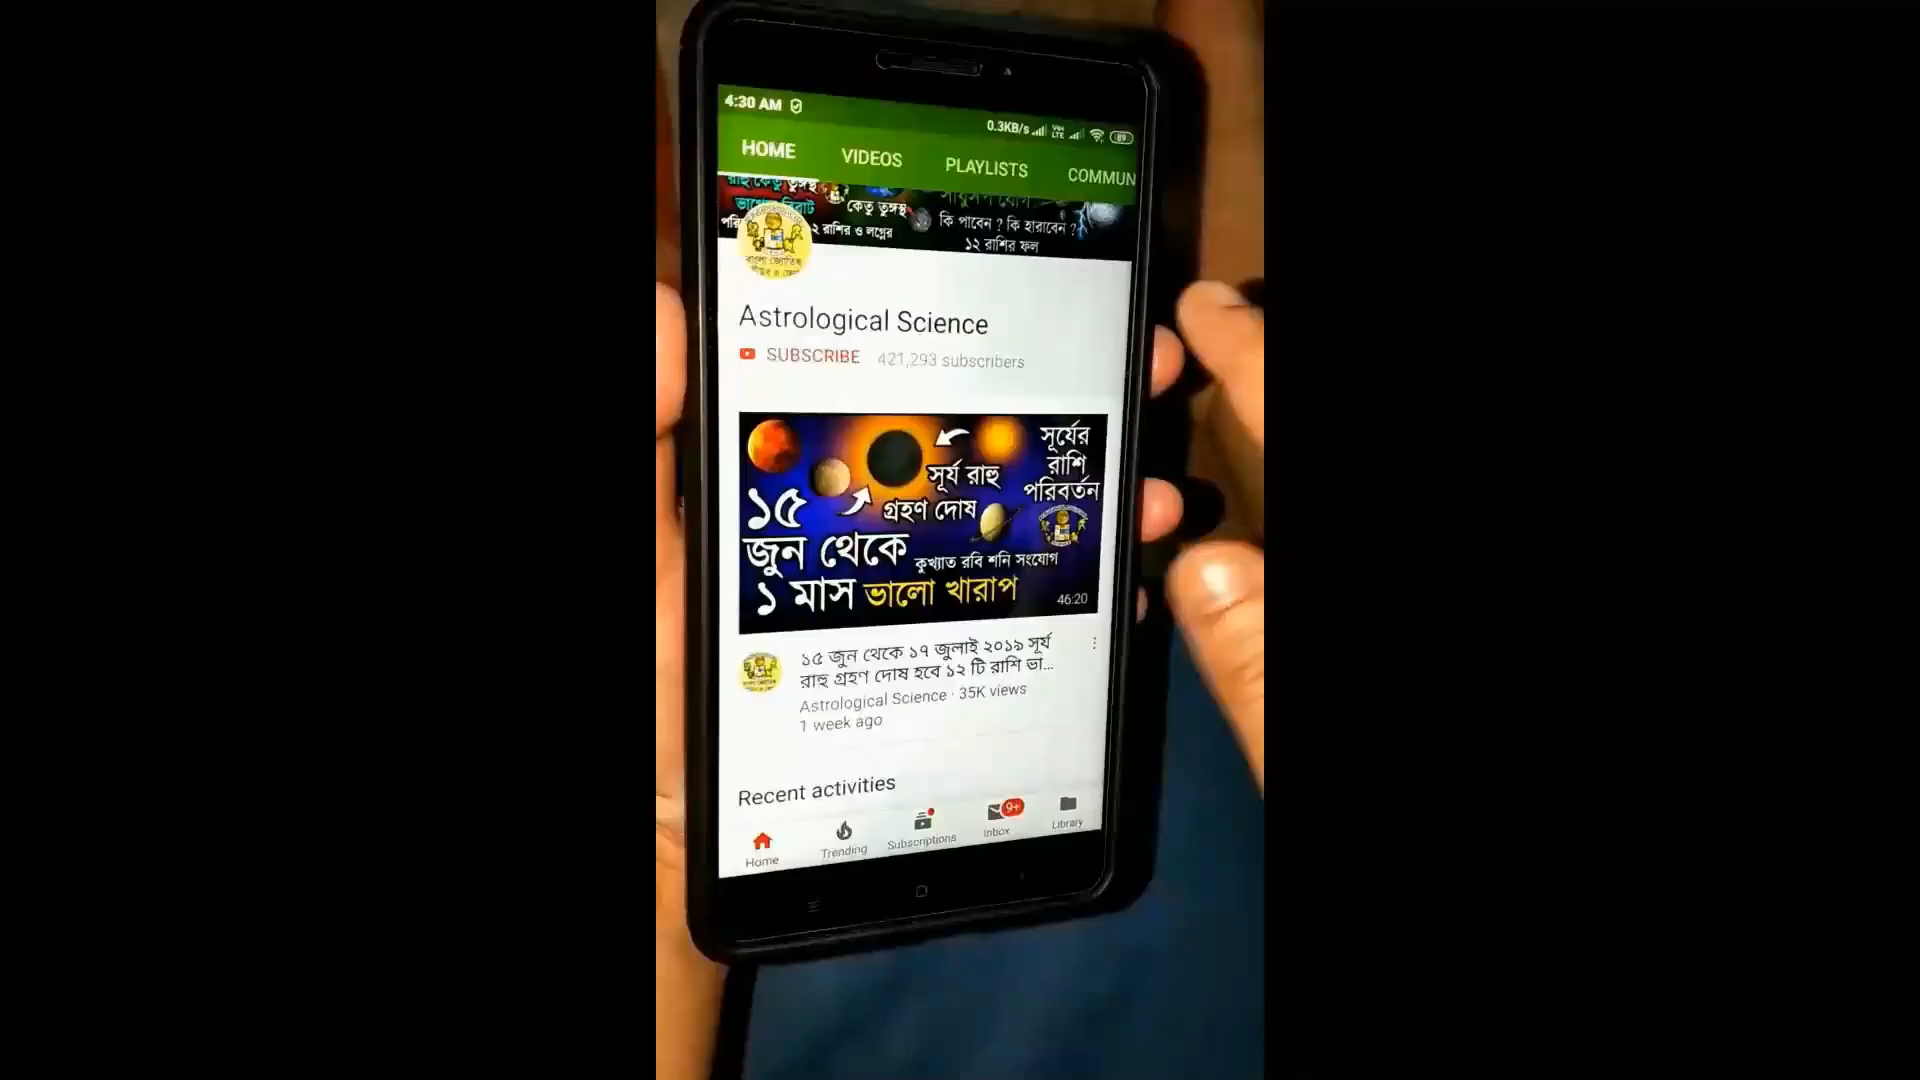 4:30 AM
0.3KB/s
89
HOME
VIDEOS
PLAYLISTS
COMMUN
রাহু কেতু তুঙ্গস্থ
কেতু তুঙ্গস্থ
২ রাশির ও লগ্নের
কি পাবেন ? কি হারাবেন ?
১২ রাশির ফল
Astrological Science
SUBSCRIBE 421,293 subscribers
সূর্যের
রাশি
পরিবর্তন
সূর্য রাহু
গ্রহণ দোষ
১৫
জুন থেকে
কুখ্যাত রবি শনি সংযোগ
১ মাস ভালো খারাপ
46:20
১৫ জুন থেকে ১৭ জুলাই ২০১৯ সূর্য
রাহু গ্রহণ দোষ হবে ১২ টি রাশি ভা...
Astrological Science · 35K views
1 week ago
Recent activities
9+
Home
Trending
Subscriptions
Inbox
Library